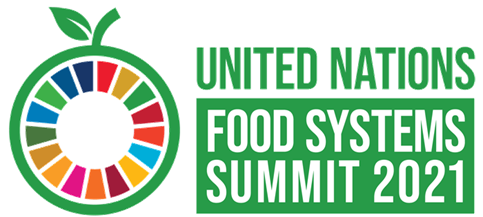 UNITED NATIONS
FOOD SYSTEMS
SUMMIT 2021